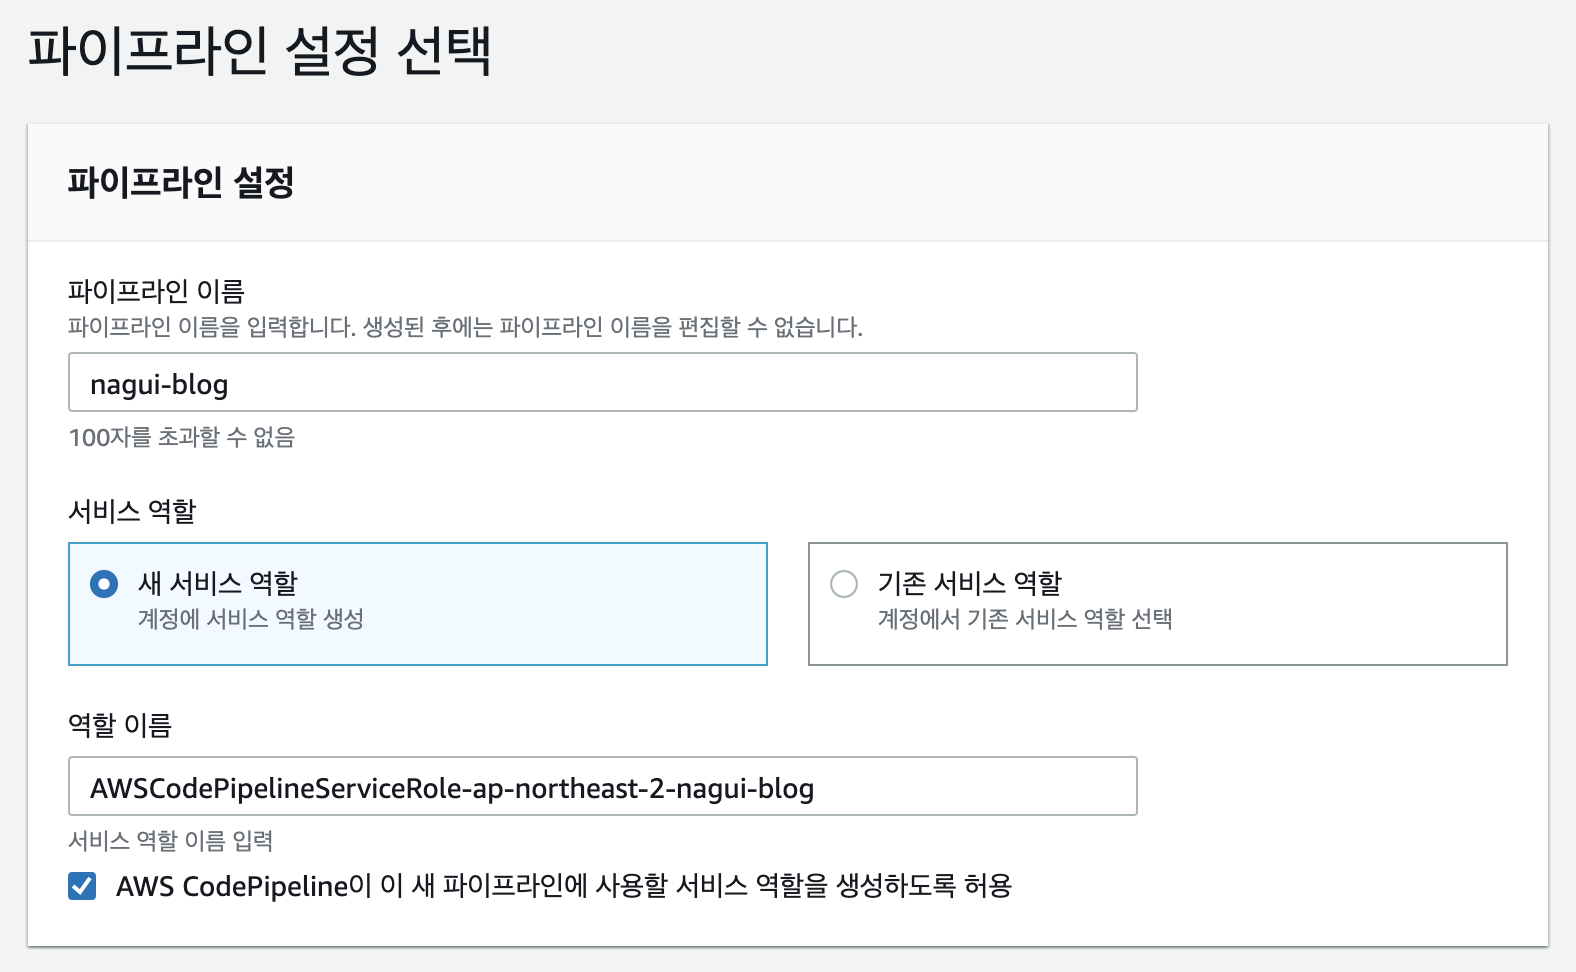 파이프라인 설정 선택
파이프라인 설정
파이프라인 이름
파이프라인 이름을 입력합니다. 생성된 후에는 파이프라인 이름을 편집할 수 없습니다.
nagui-blog
100자를 초과할 수 없음
서비스 역할
새 서비스 역할
계정에 서비스 역할 생성
기존 서비스 역할
계정에서 기존 서비스 역할 선택
역할 이름
AWSCodePipelineServiceRole-ap-northeast-2-nagui-blog
서비스 역할 이름 입력
AWS CodePipeline이 이 새 파이프라인에 사용할 서비스 역할을 생성하도록 허용